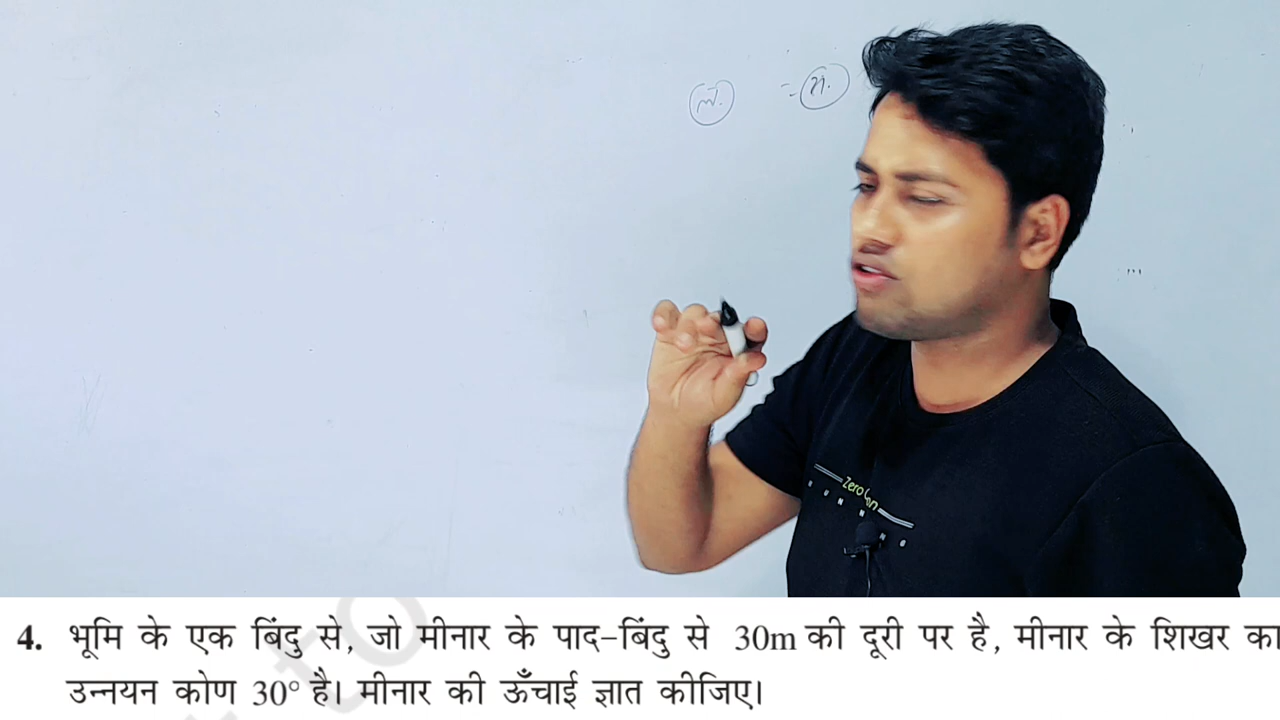 4. भूमि के एक बिंदु से, जो मीनार के पाद-बिंदु से 30m की दूरी पर है, मीनार के शिखर का
उन्नयन कोण 30° है। मीनार की ऊँचाई ज्ञात कीजिए।